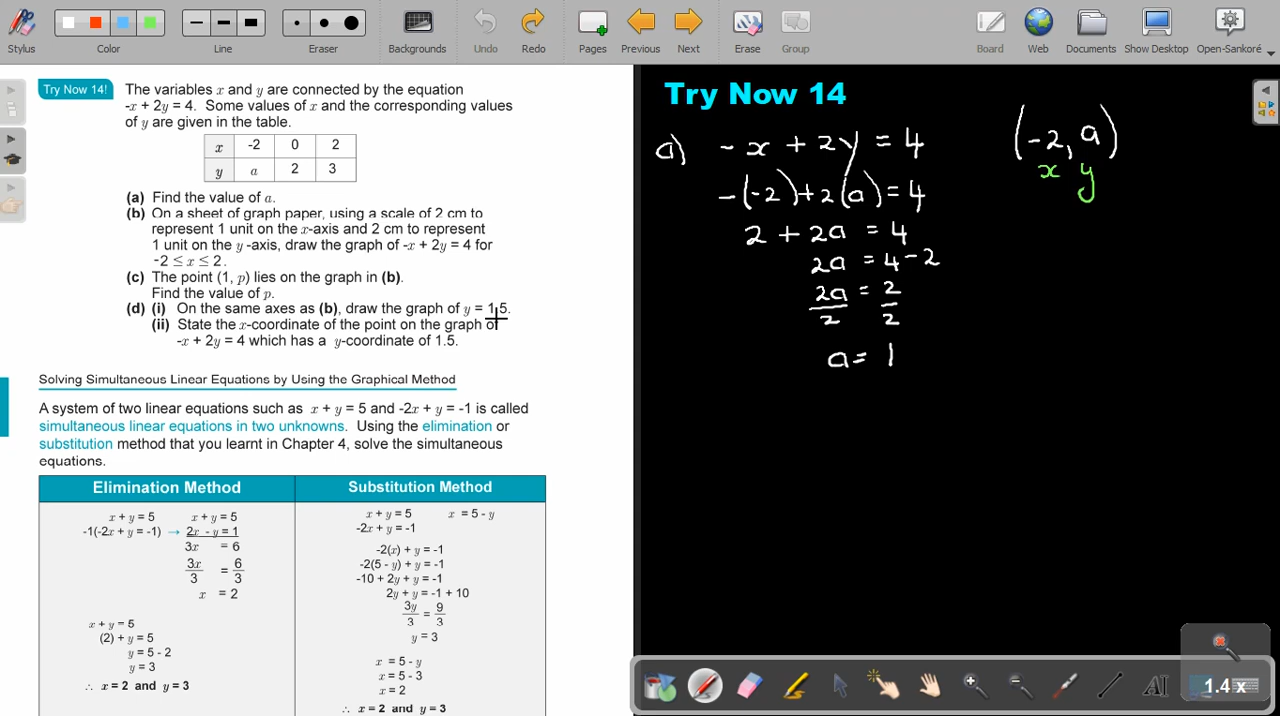 Stylus Color Line Eraser Backgrounds Undo Redo Pages Previous Next Erase Group Board Web Documents Show Desktop Open-Sankoré
Try Now 14!
The variables x and y are connected by the equation
-x + 2y = 4. Some values of x and the corresponding values
of y are given in the table.
x -2 0 2
y a 2 3
(a) Find the value of a.
(b) On a sheet of graph paper, using a scale of 2 cm to
represent 1 unit on the x-axis and 2 cm to represent
1 unit on the y -axis, draw the graph of -x + 2y = 4 for
-2 ≤ x ≤ 2.
(c) The point (1, p) lies on the graph in (b).
Find the value of p.
(d) (i) On the same axes as (b), draw the graph of y = 1.5.
(ii) State the x-coordinate of the point on the graph of
-x + 2y = 4 which has a y-coordinate of 1.5.
Solving Simultaneous Linear Equations by Using the Graphical Method
A system of two linear equations such as x + y = 5 and -2x + y = -1 is called
simultaneous linear equations in two unknowns. Using the elimination or
substitution method that you learnt in Chapter 4, solve the simultaneous
equations.
Elimination Method
x + y = 5 x + y = 5
-1(-2x + y = -1) → 2x - y = 1
3x = 6
3x/3 = 6/3
x = 2
x + y = 5
(2) + y = 5
y = 5 - 2
y = 3
∴ x = 2 and y = 3
Substitution Method
x + y = 5 x = 5 - y
-2x + y = -1
-2(x) + y = -1
-2(5 - y) + y = -1
-10 + 2y + y = -1
2y + y = -1 + 10
3y/3 = 9/3
y = 3
x = 5 - y
x = 5 - 3
x = 2
∴ x = 2 and y = 3
Try Now 14
a) - x + 2y = 4
-(-2)+2(a) = 4
2 + 2a = 4
2a = 4 - 2
2a/2 = 2/2
a = 1
(-2, a)
x y
1.4 x